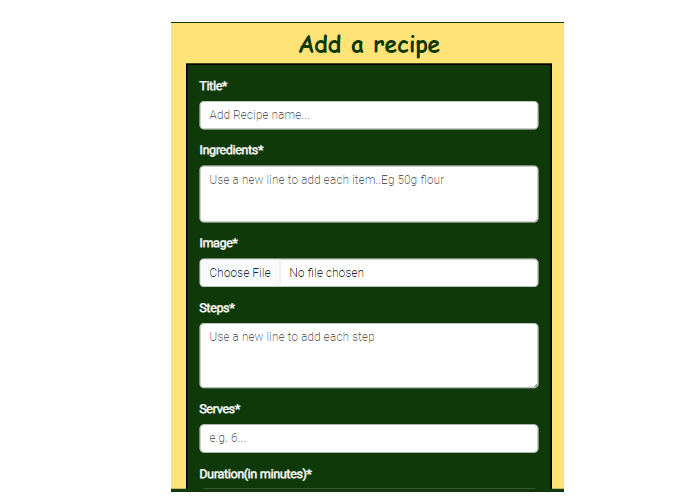 Add a recipe
Title*
Add Recipe name...
Ingredients*
Use a new line to add each item..Eg 50g flour
Image*
Choose File No file chosen
Steps*
Use a new line to add each step
Serves*
e.g. 6...
Duration(in minutes)*